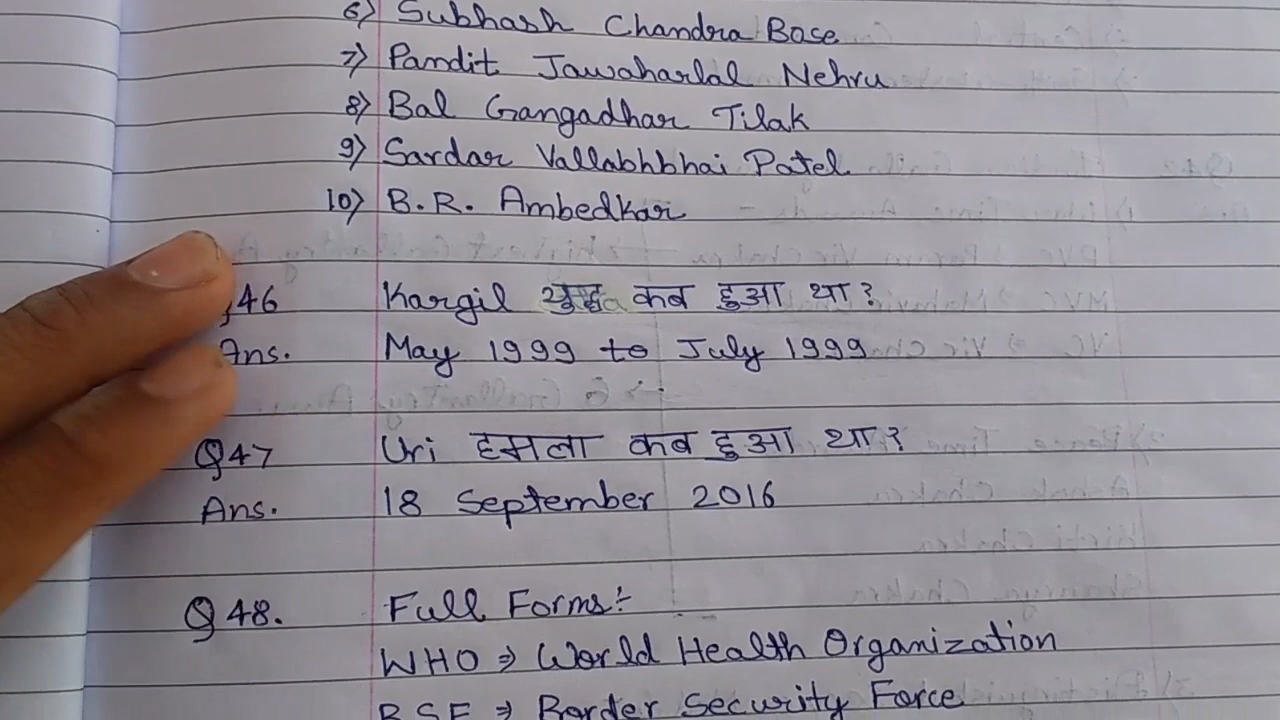 6) Subhash Chandra Bose
7) Pandit Jawaharlal Nehru
8) Bal Gangadhar Tilak
9) Sardar Vallabhbhai Patel
10) B.R. Ambedkar
46 Kargil युद्ध कब हुआ था?
Ans. May 1999 to July 1999
Q47 Uri हमला कब हुआ था?
Ans. 18 September 2016
Q48. Full Forms:-
WHO ⇒ World Health Organization
BSF ⇒ Border Security Force